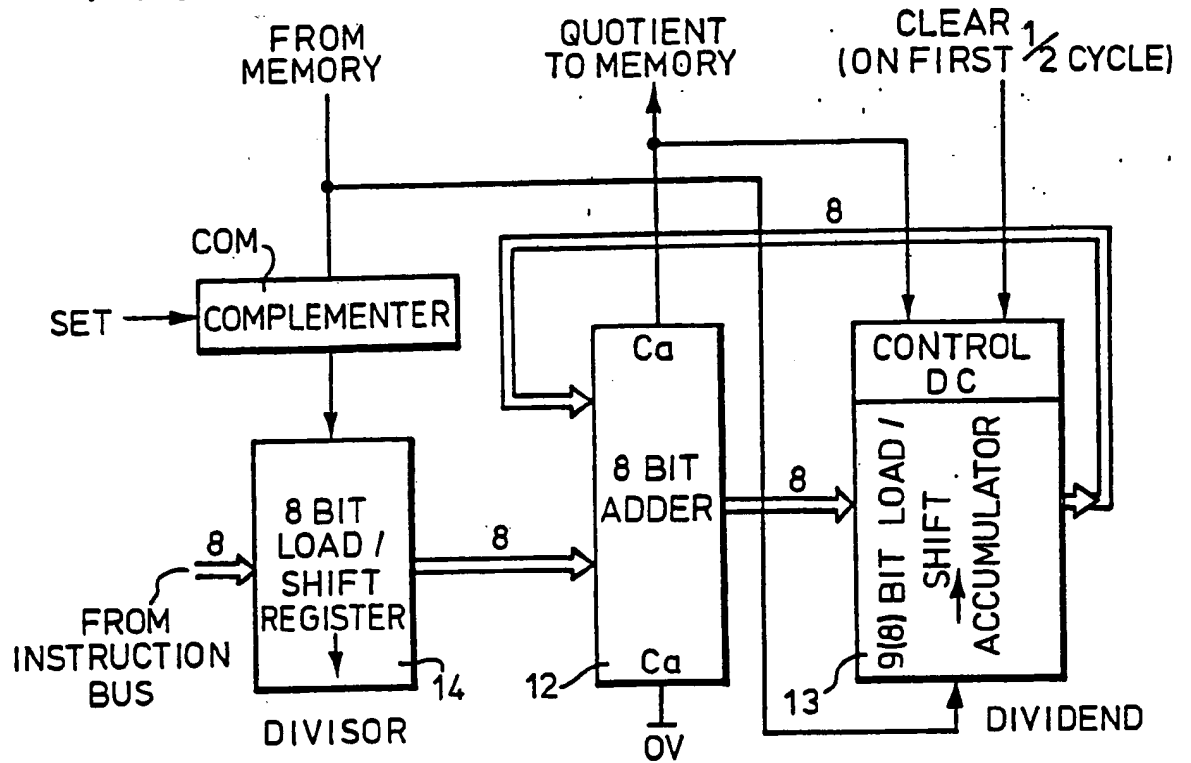 FROM
MEMORY
QUOTIENT
TO MEMORY
CLEAR
(ON FIRST 1/2 CYCLE)
8
COM
SET
COMPLEMENTER
Ca
CONTROL
DC
8 BIT
LOAD/
SHIFT
REGISTER
8
8
8 BIT
ADDER
8
9(8) BIT LOAD/
SHIFT
ACCUMULATOR
FROM
INSTRUCTION
BUS
14
12
Ca
13
DIVISOR
0V
DIVIDEND